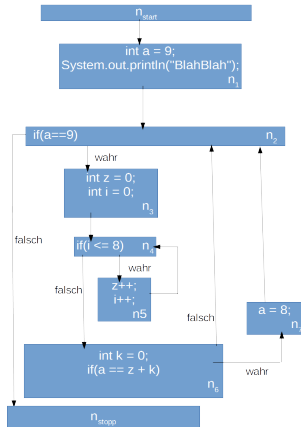 nstart
int a = 9;
System.out.println("BlahBlah");
n1
if(a==9) n2
wahr
int z = 0;
int i = 0;
n3
falsch
if(i <= 8) n4
wahr
falsch
z++;
i++;
n5
a = 8;
n
falsch
int k = 0;
if(a == z + k)
n6
wahr
nstopp